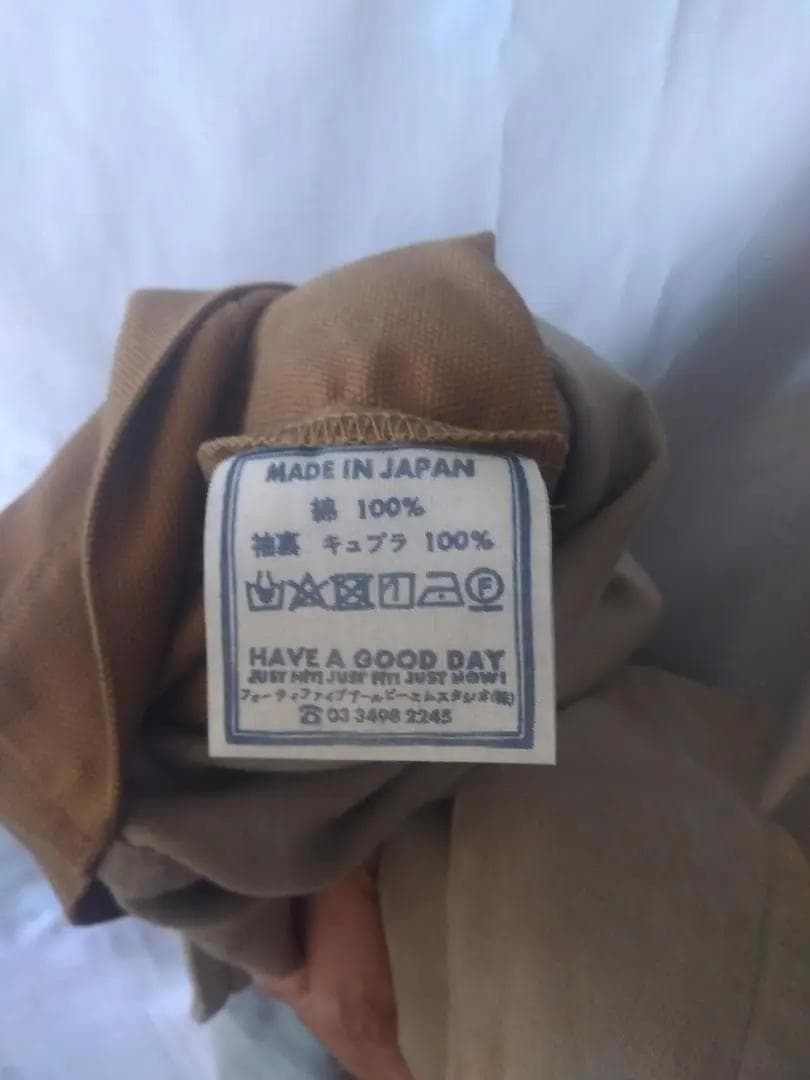 MADE IN JAPAN
綿 100%
袖裏 キュプラ 100%
F
HAVE A GOOD DAY
JUST HIT! JUST FIT! JUST NOW!
フォーティファイブアールピーエムスタジオ(株)
☎ 03 3498 2245